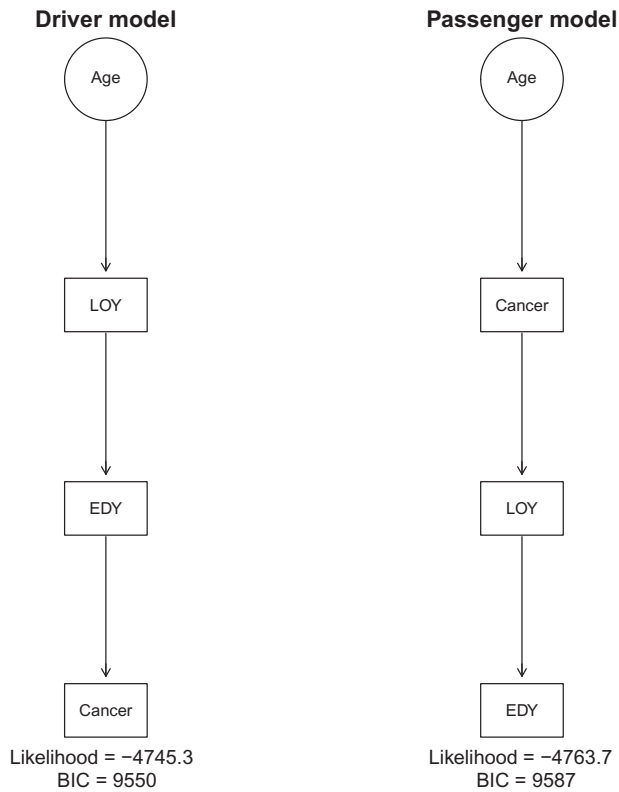 Driver model
Age
LOY
EDY
Cancer
Likelihood = −4745.3
BIC = 9550
Passenger model
Age
Cancer
LOY
EDY
Likelihood = −4763.7
BIC = 9587